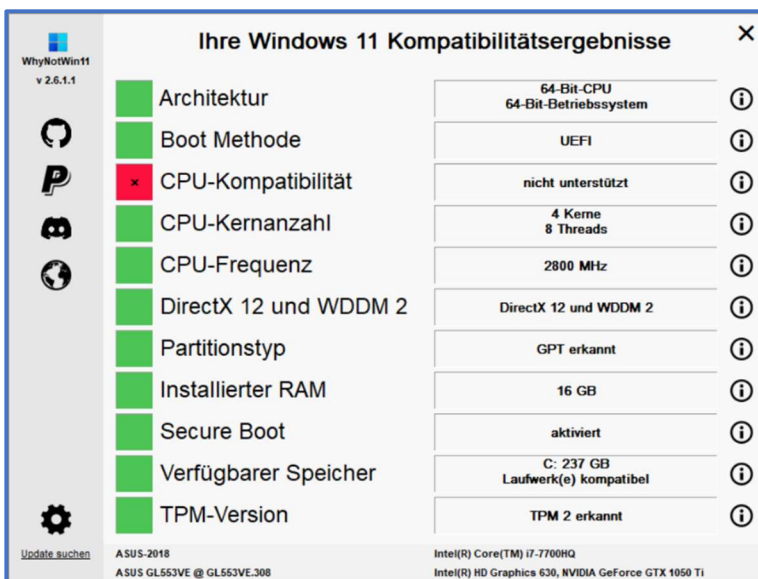 Ihre Windows 11 Kompatibilitätsergebnisse
WhyNotWin11
v 2.6.1.1
Architektur
64-Bit-CPU
64-Bit-Betriebssystem
Boot Methode
UEFI
CPU-Kompatibilität
nicht unterstützt
CPU-Kernanzahl
4 Kerne
8 Threads
CPU-Frequenz
2800 MHz
DirectX 12 und WDDM 2
DirectX 12 und WDDM 2
Partitionstyp
GPT erkannt
Installierter RAM
16 GB
Secure Boot
aktiviert
Verfügbarer Speicher
C: 237 GB
Laufwerk(e) kompatibel
TPM-Version
TPM 2 erkannt
Update suchen
ASUS-2018
Intel(R) Core(TM) i7-7700HQ
ASUS GL553VE @ GL553VE.308
Intel(R) HD Graphics 630, NVIDIA GeForce GTX 1050 Ti